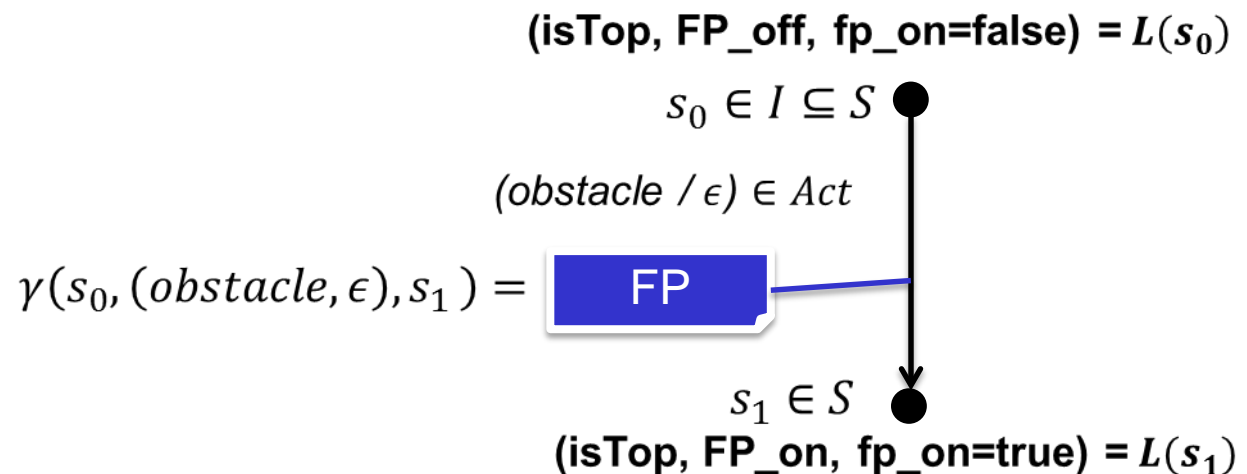 (isTop, FP_off, fp_on=false) = L(s₀)
s₀ ∈ I ⊆ S
(obstacle / ϵ) ∈ Act
γ(s₀, (obstacle, ϵ), s₁ ) = FP
s₁ ∈ S
(isTop, FP_on, fp_on=true) = L(s₁)